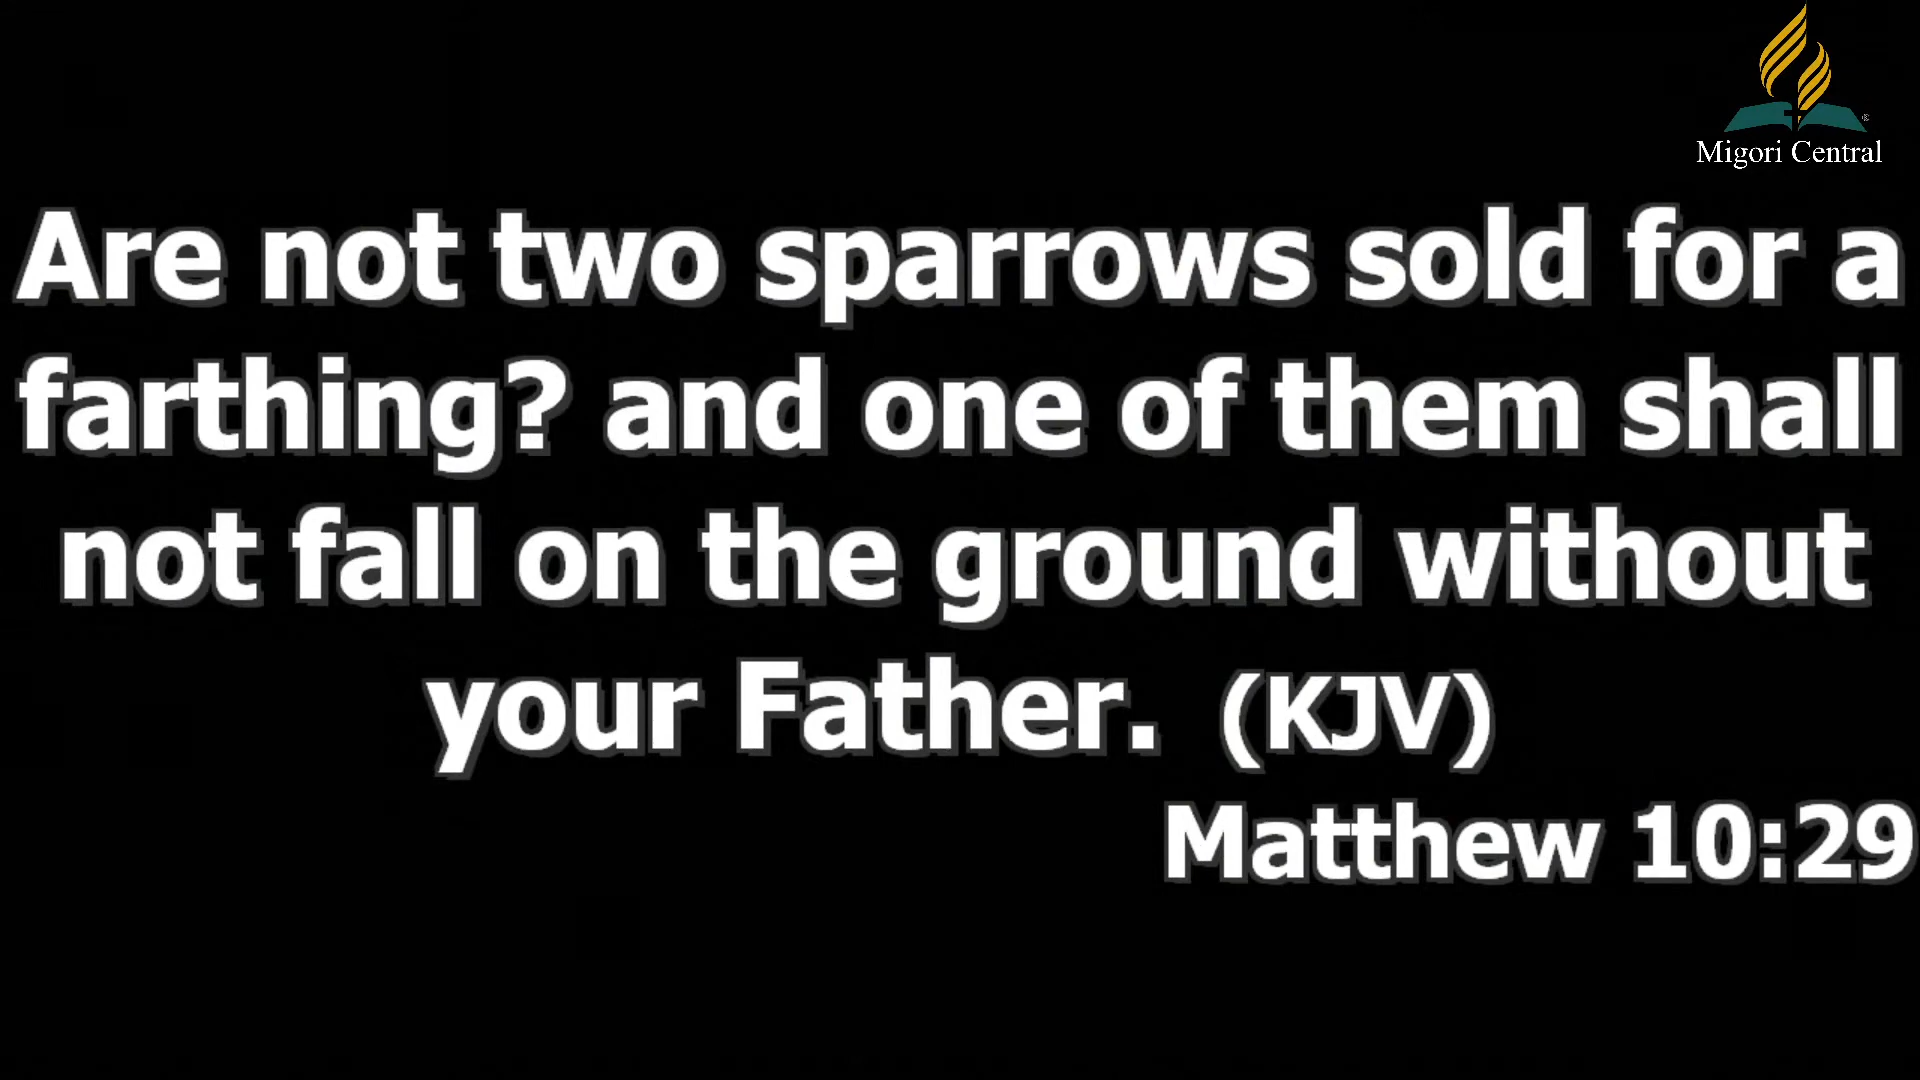 Migori Central
Are not two sparrows sold for a
farthing? and one of them shall
not fall on the ground without
your Father. (KJV)
Matthew 10:29